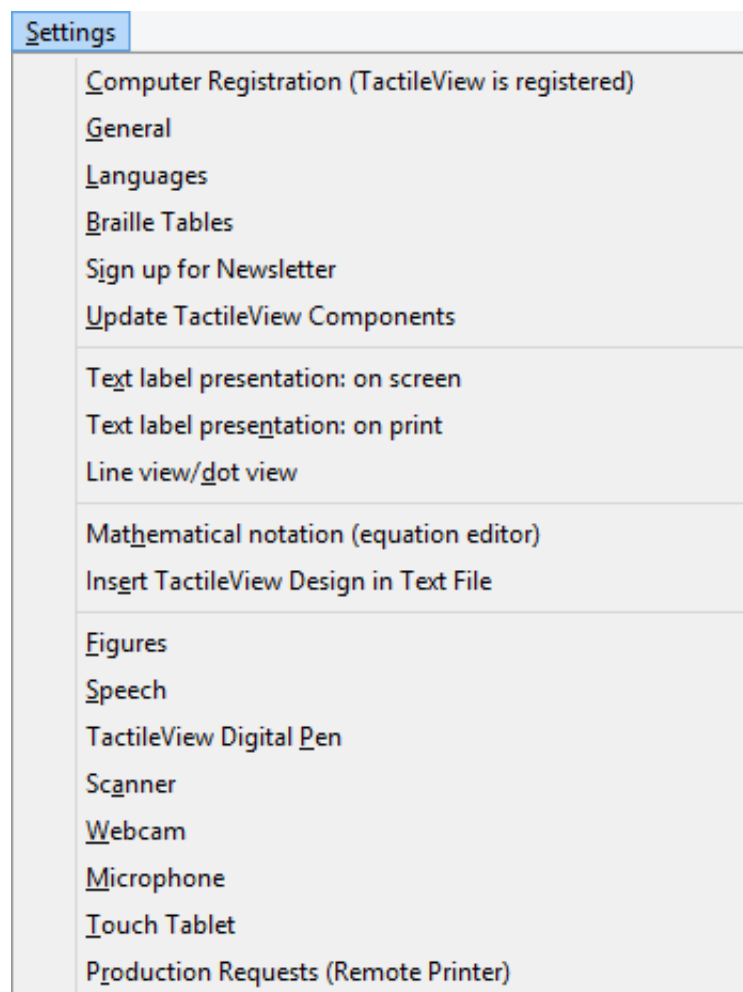 Settings
Computer Registration (TactileView is registered)
General
Languages
Braille Tables
Sign up for Newsletter
Update TactileView Components
Text label presentation: on screen
Text label presentation: on print
Line view/dot view
Mathematical notation (equation editor)
Insert TactileView Design in Text File
Figures
Speech
TactileView Digital Pen
Scanner
Webcam
Microphone
Touch Tablet
Production Requests (Remote Printer)